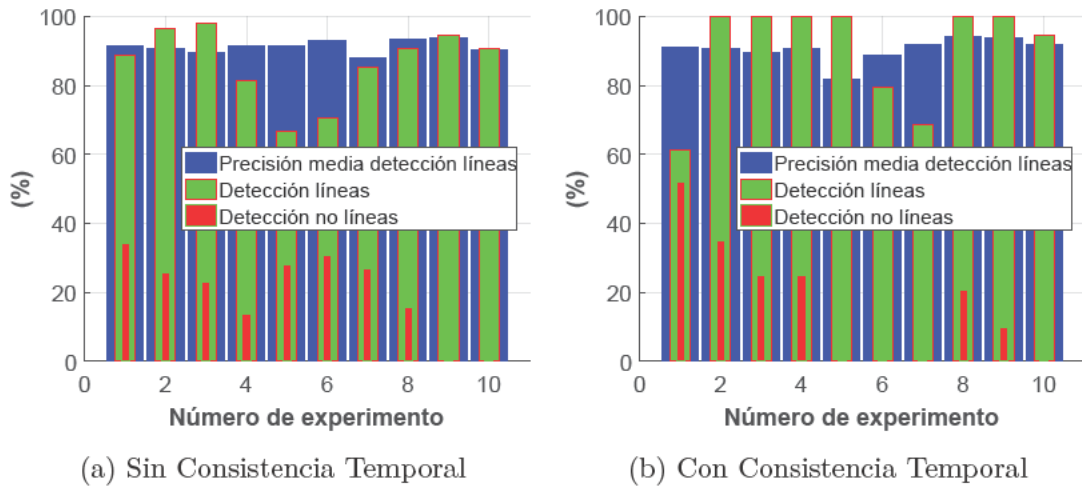 100
80
60
40
20
0
(%)
Precisión media detección líneas
Detección líneas
Detección no líneas
0 2 4 6 8 10
Número de experimento
(a) Sin Consistencia Temporal
100
80
60
40
20
0
(%)
Precisión media detección líneas
Detección líneas
Detección no líneas
0 2 4 6 8 10
Número de experimento
(b) Con Consistencia Temporal